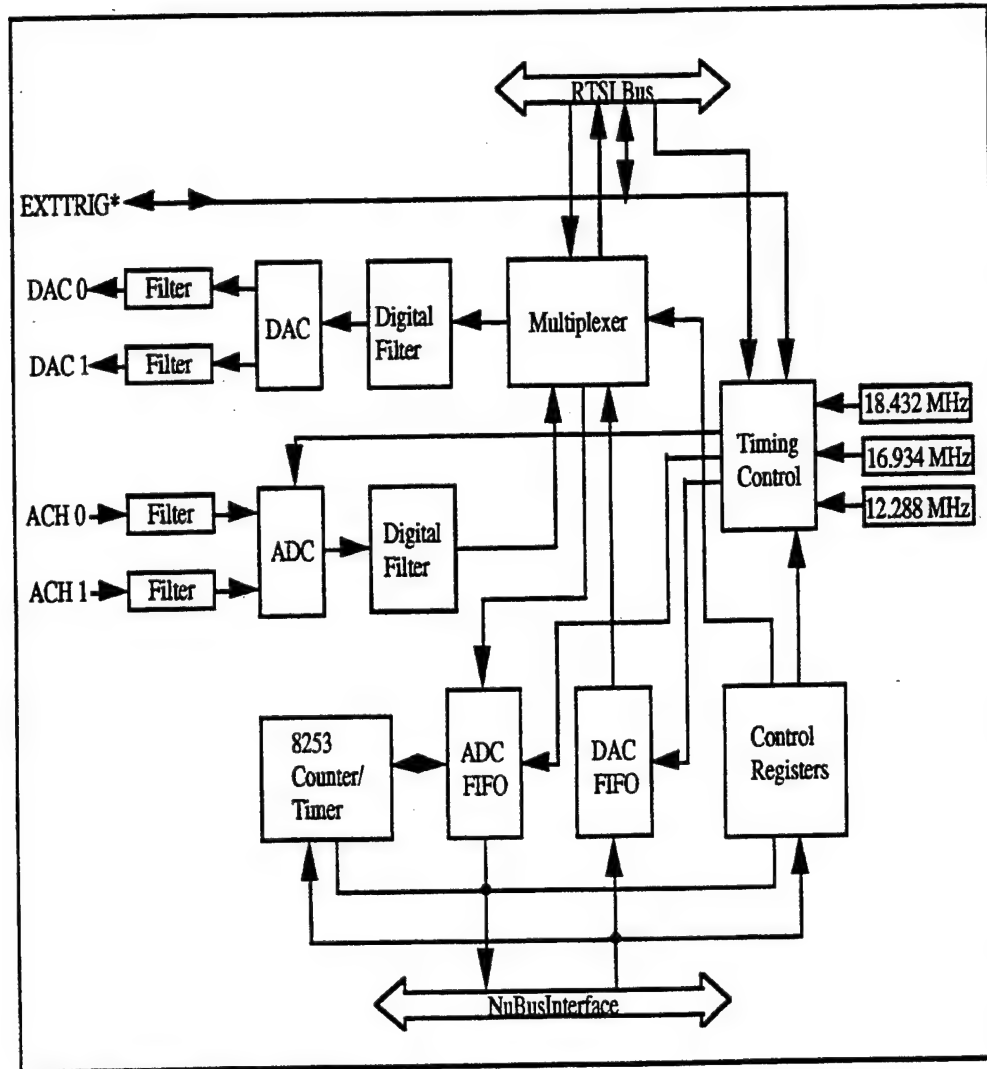 RTSI Bus
EXTTRIG*
DAC 0
Filter
DAC
Digital
Filter
Multiplexer
DAC 1
Filter
18.432 MHz
Timing
Control
16.934 MHz
12.288 MHz
ACH 0
Filter
ADC
Digital
Filter
ACH 1
Filter
8253
Counter/
Timer
ADC
FIFO
DAC
FIFO
Control
Registers
NuBusInterface